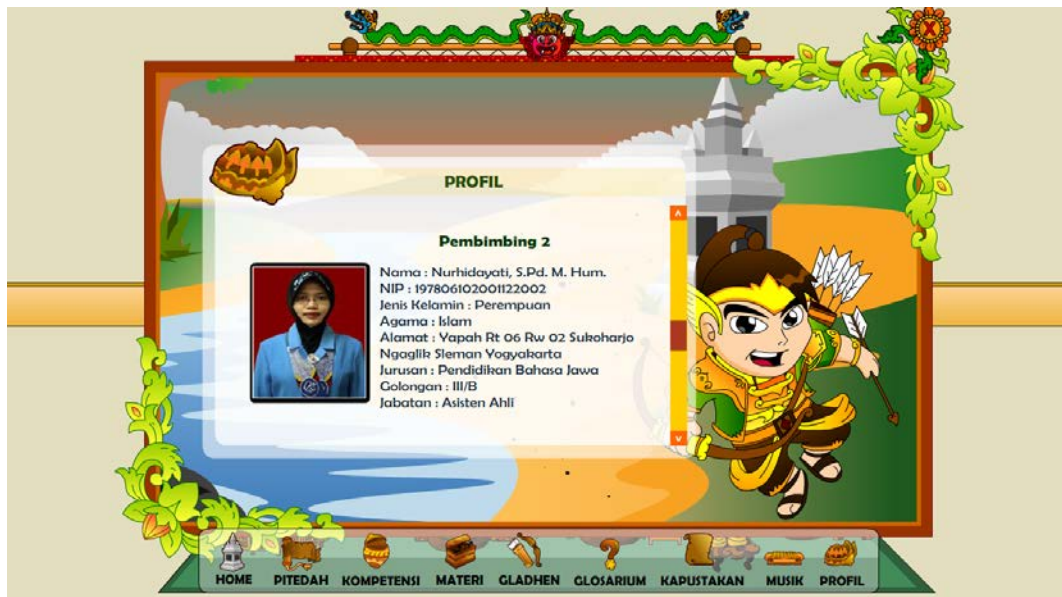 X
PROFIL
Pembimbing 2
Nama : Nurhidayati, S.Pd. M. Hum.
NIP : 197806102001122002
Jenis Kelamin : Perempuan
Agama : Islam
Alamat : Yapah Rt 06 Rw 02 Sukoharjo
Ngaglik Sleman Yogyakarta
Jurusan : Pendidikan Bahasa Jawa
Golongan : III/B
Jabatan : Asisten Ahli
HOME PITEDAH KOMPETENSI MATERI GLADHEN GLOSARIUM KAPUSTAKAN MUSIK PROFIL